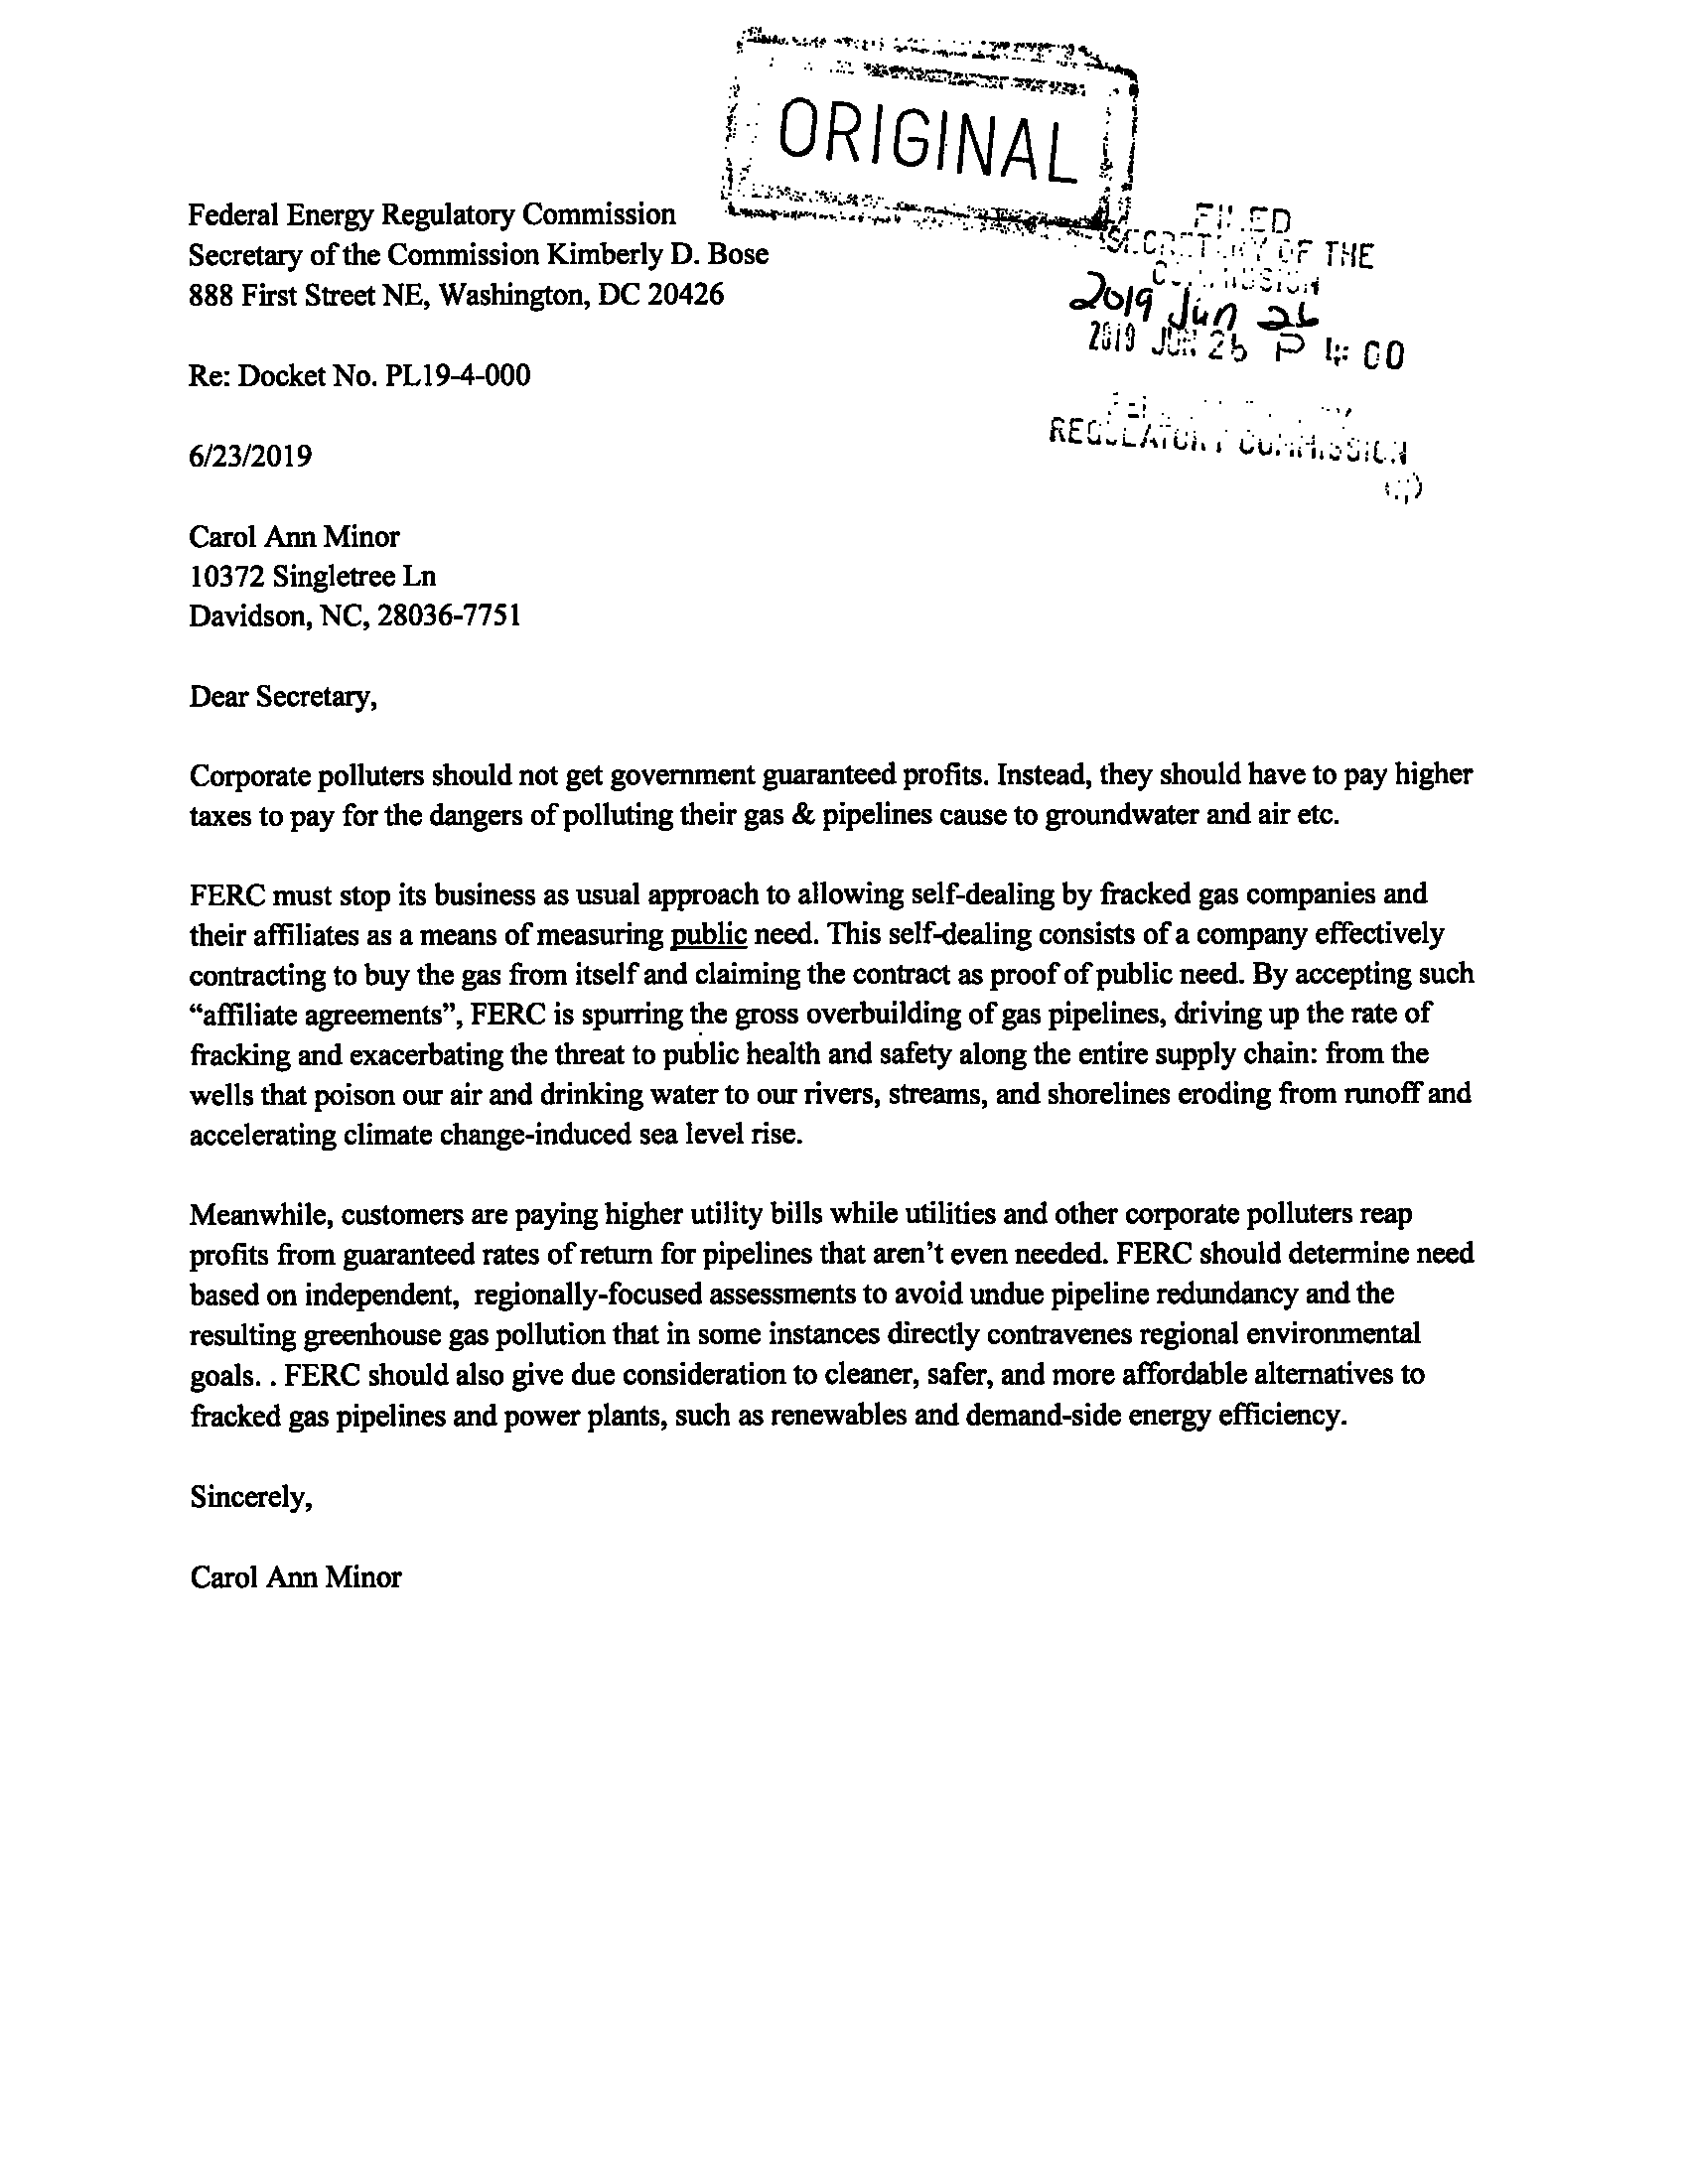 ORIGINAL
Federal Energy Regulatory Commission
Secretary of the Commission Kimberly D. Bose
888 First Street NE, Washington, DC 20426
FILED
SECRETARY OF THE
COMMISSION
2019 Jun 26
2019 JUN 26 P 4: 00
REGULATORY COMMISSION
Re: Docket No. PL19-4-000
6/23/2019
Carol Ann Minor
10372 Singletree Ln
Davidson, NC, 28036-7751
Dear Secretary,
Corporate polluters should not get government guaranteed profits. Instead, they should have to pay higher
taxes to pay for the dangers of polluting their gas & pipelines cause to groundwater and air etc.
FERC must stop its business as usual approach to allowing self-dealing by fracked gas companies and
their affiliates as a means of measuring public need. This self-dealing consists of a company effectively
contracting to buy the gas from itself and claiming the contract as proof of public need. By accepting such
“affiliate agreements”, FERC is spurring the gross overbuilding of gas pipelines, driving up the rate of
fracking and exacerbating the threat to public health and safety along the entire supply chain: from the
wells that poison our air and drinking water to our rivers, streams, and shorelines eroding from runoff and
accelerating climate change-induced sea level rise.
Meanwhile, customers are paying higher utility bills while utilities and other corporate polluters reap
profits from guaranteed rates of return for pipelines that aren’t even needed. FERC should determine need
based on independent,  regionally-focused assessments to avoid undue pipeline redundancy and the
resulting greenhouse gas pollution that in some instances directly contravenes regional environmental
goals. . FERC should also give due consideration to cleaner, safer, and more affordable alternatives to
fracked gas pipelines and power plants, such as renewables and demand-side energy efficiency.
Sincerely,
Carol Ann Minor